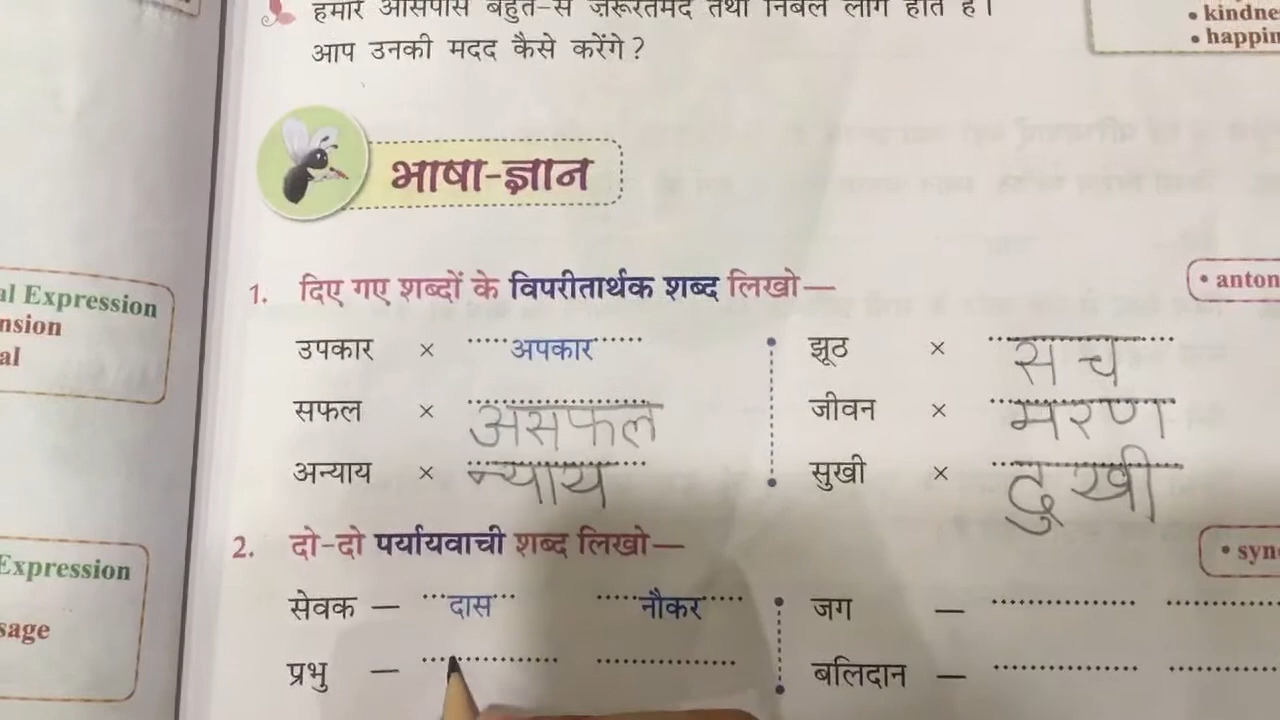 हमारे आसपास बहुत-से ज़रूरतमंद तथा निर्बल लोग होते हैं।
आप उनकी मदद कैसे करेंगे?
• kindne
• happin
भाषा-ज्ञान
al Expression
nsion
al
1. दिए गए शब्दों के विपरीतार्थक शब्द लिखो—
• anton
उपकार × अपकार झूठ × सच
सफल × असफल जीवन × मरण
अन्याय × न्याय सुखी × दुखी
2. दो-दो पर्यायवाची शब्द लिखो—
• syn
Expression
sage
सेवक — दास नौकर जग —
प्रभु — बलिदान —